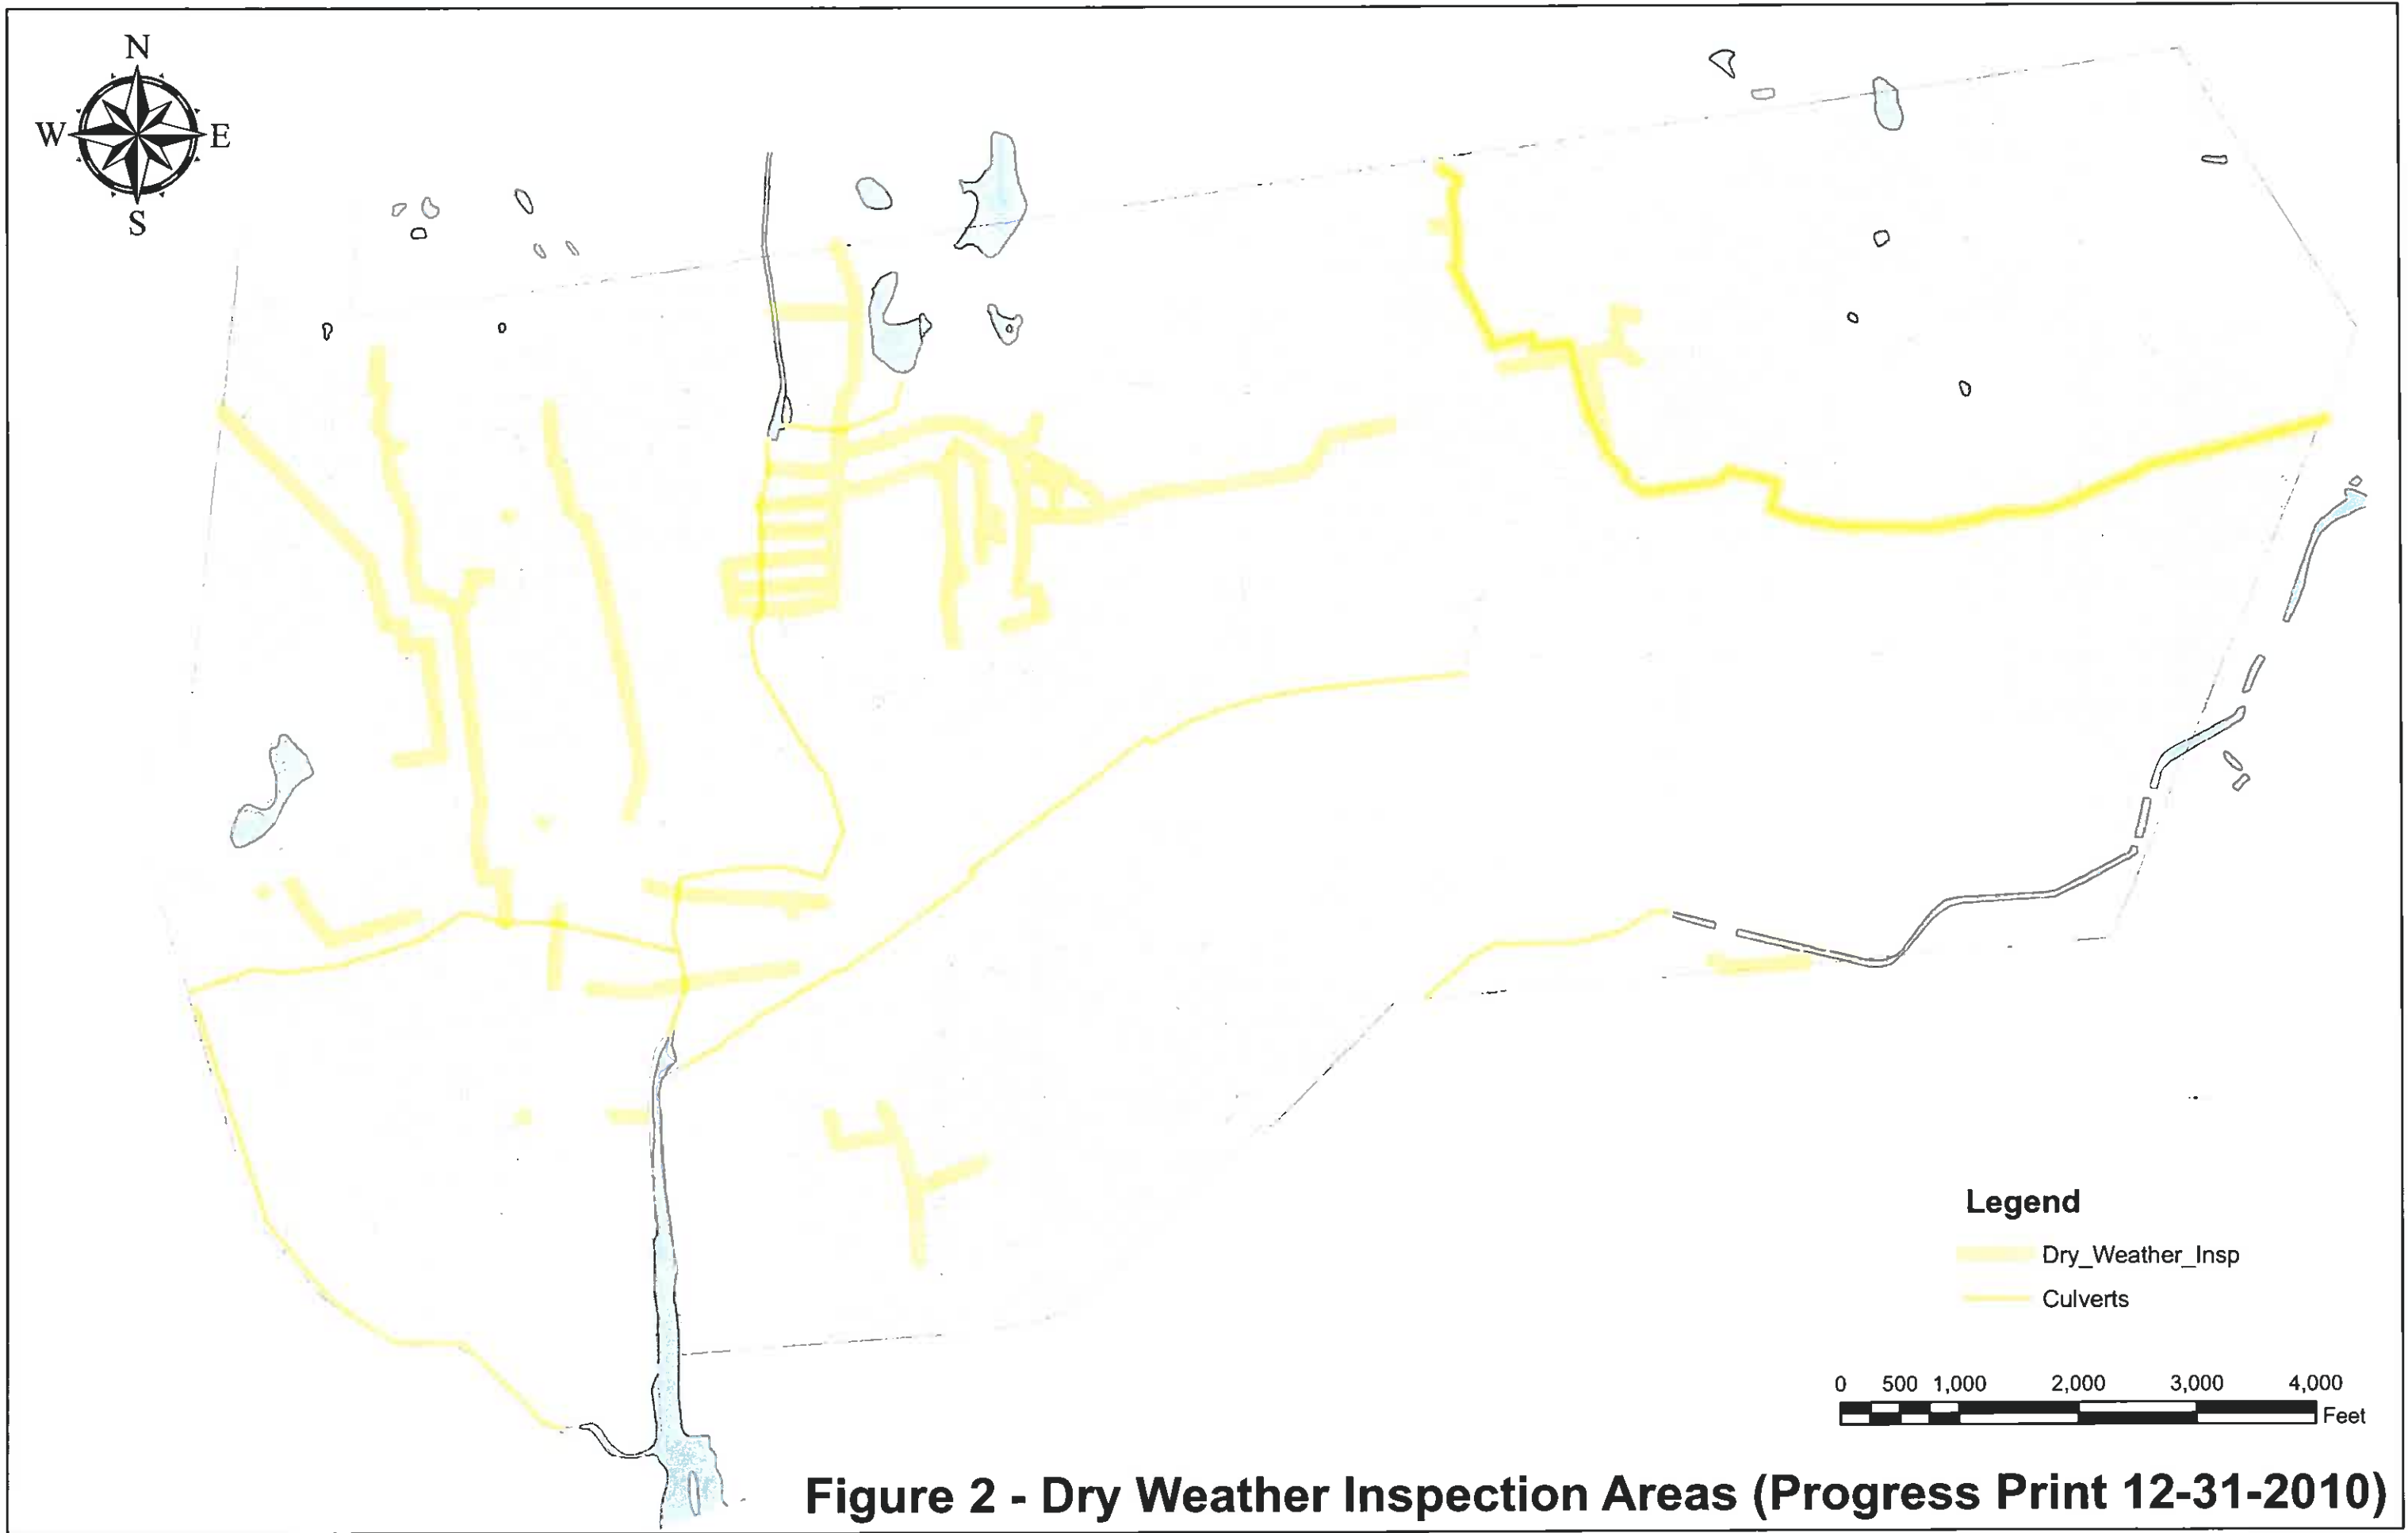 N
W E
S
Legend
Dry_Weather_Insp
Culverts
0 500 1,000 2,000 3,000 4,000
Feet
Figure 2 - Dry Weather Inspection Areas (Progress Print 12-31-2010)